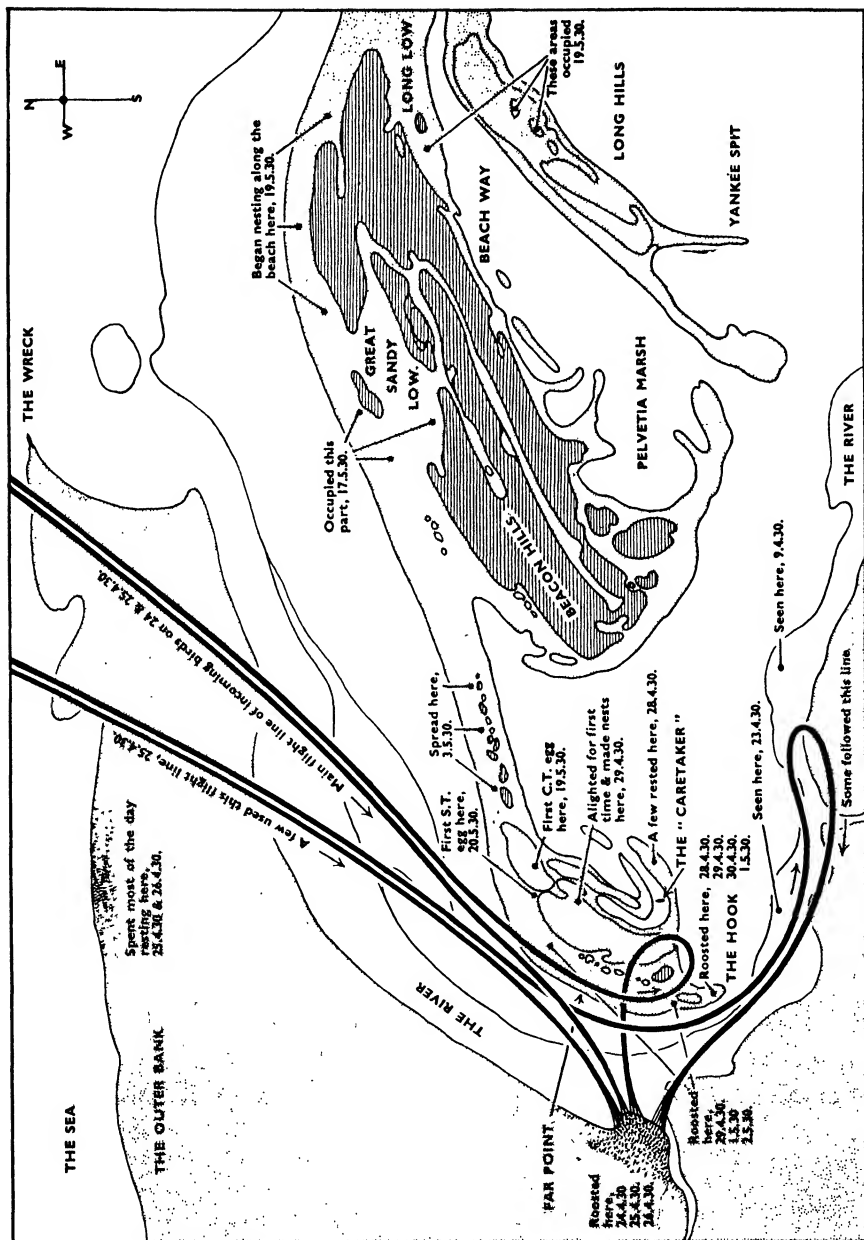 N
E
W
S
THE SEA
THE OUTER BANK
Spent most of the day
resting here,
25.4.30 & 26.4.30.
THE WRECK
A few used this flight line, 25.4.30.
Main flight line of incoming birds on 24 & 25.4.30.
THE RIVER
FAR POINT
Roosted
here,
24.4.30
25.4.30.
26.4.30.
Roosted
here,
29.4.30.
1.5.30
2.5.30.
First S.T.
egg here,
20.5.30.
Spread here,
3.5.30.
First C.T. egg
here, 19.5.30.
Alighted for first
time & made nests
here, 29.4.30.
A few rested here, 28.4.30.
THE "CARETAKER"
Roosted here, 28.4.30.
29.4.30.
30.4.30.
1.5.30.
THE HOOK
Seen here, 23.4.30.
Seen here, 9.4.30.
Some followed this line.
THE RIVER
Occupied this
part, 17.5.30.
GREAT
SANDY
LOW.
Began nesting along the
beach here, 19.5.30.
BEACON HILLS.
BEACH WAY
PELVETIA MARSH
LONG LOW
These areas
occupied
19.5.30.
LONG HILLS
YANKEE SPIT